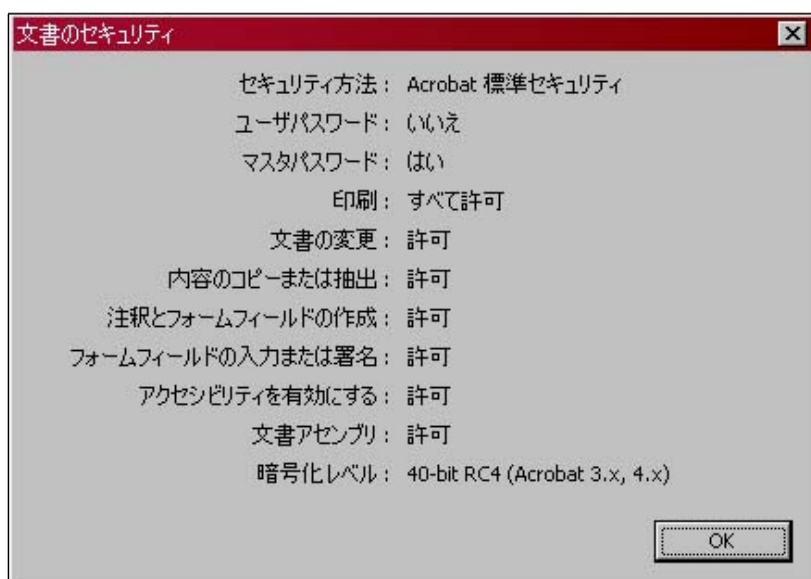 文書のセキュリティ
セキュリティ方法： Acrobat 標準セキュリティ
ユーザパスワード： いいえ
マスタパスワード： はい
印刷： すべて許可
文書の変更： 許可
内容のコピーまたは抽出： 許可
注釈とフォームフィールドの作成： 許可
フォームフィールドの入力または署名： 許可
アクセシビリティを有効にする： 許可
文書アセンブリ： 許可
暗号化レベル： 40-bit RC4 (Acrobat 3.x, 4.x)
OK